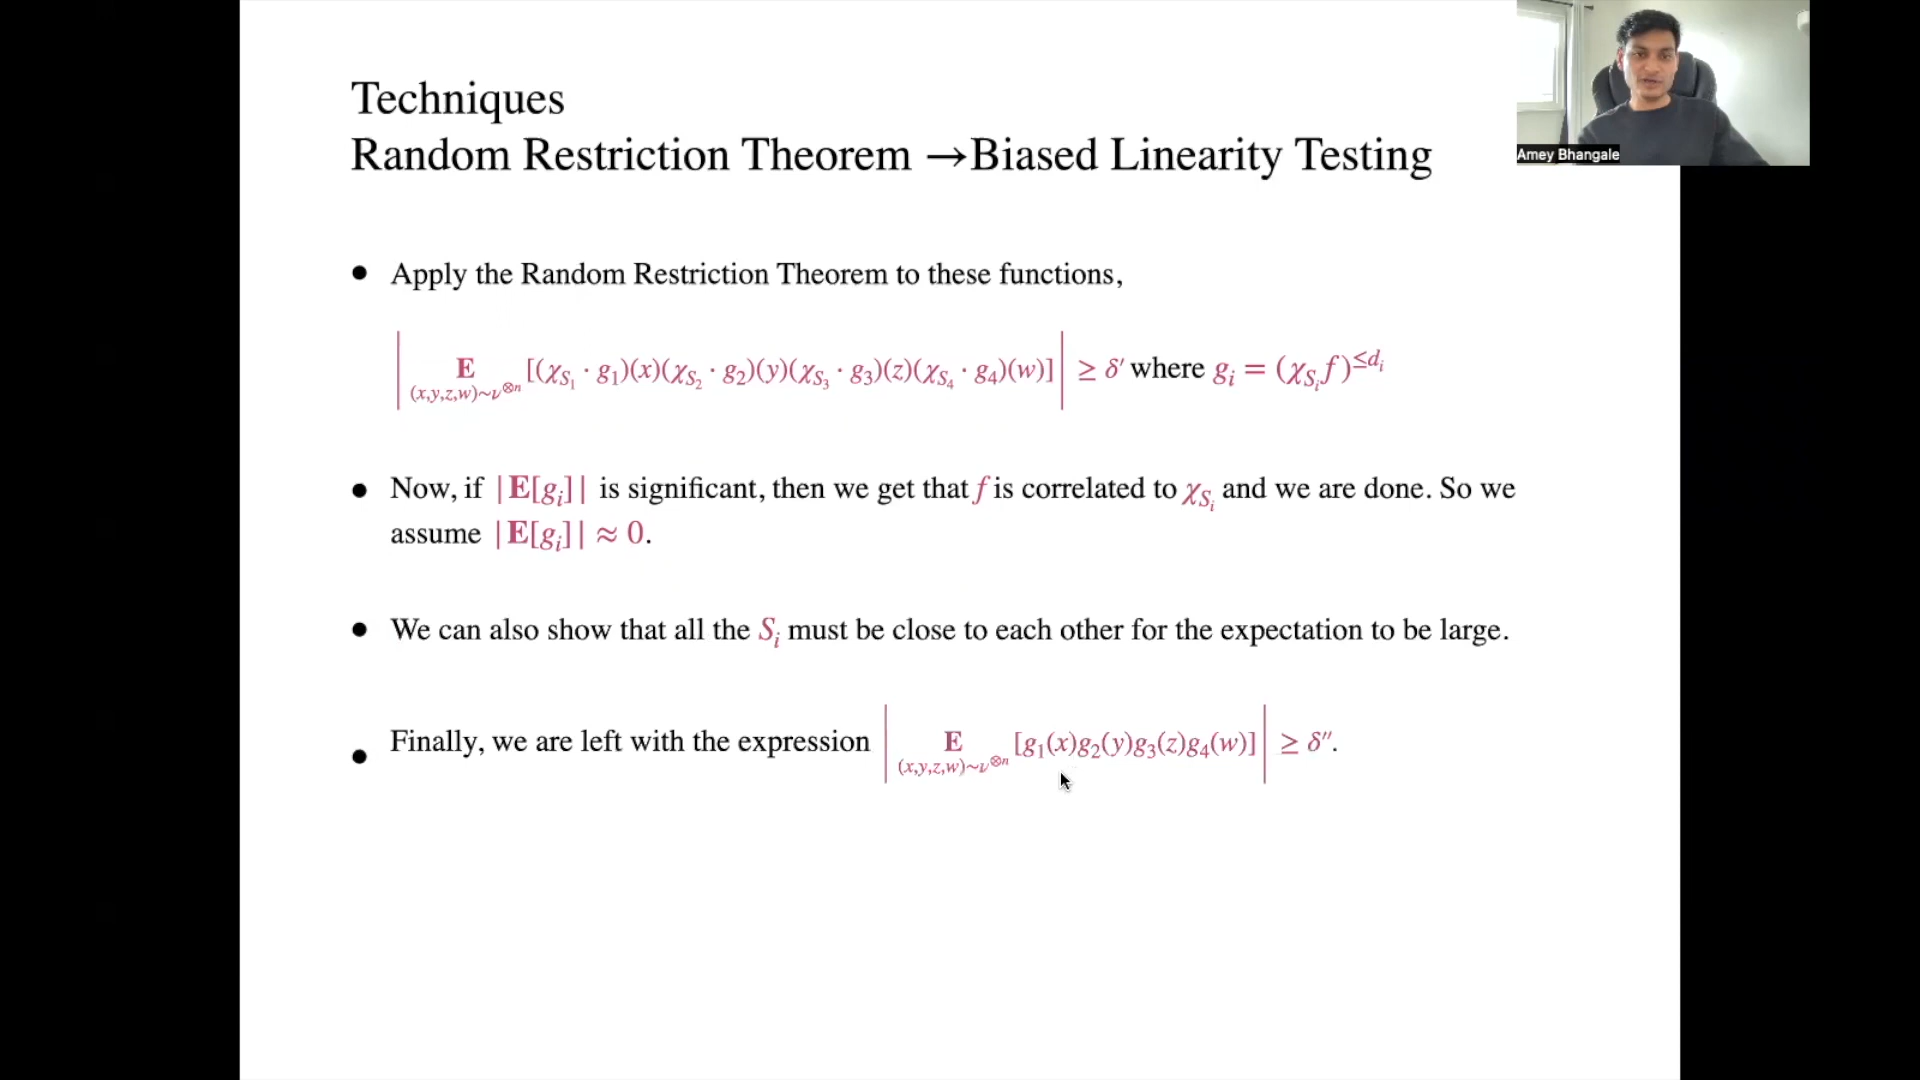 Techniques
Random Restriction Theorem →Biased Linearity Testing
Amey Bhangale
● Apply the Random Restriction Theorem to these functions,
| E_{(x,y,z,w)∼ν^{⊗n}} [(χ_{S_1} · g_1)(x)(χ_{S_2} · g_2)(y)(χ_{S_3} · g_3)(z)(χ_{S_4} · g_4)(w)] | ≥ δ′ where g_i = (χ_{S_i} f)^{≤d_i}
● Now, if |E[g_i]| is significant, then we get that f is correlated to χ_{S_i} and we are done. So we
assume |E[g_i]| ≈ 0.
● We can also show that all the S_i must be close to each other for the expectation to be large.
● Finally, we are left with the expression | E_{(x,y,z,w)∼ν^{⊗n}} [g_1(x)g_2(y)g_3(z)g_4(w)] | ≥ δ′′.